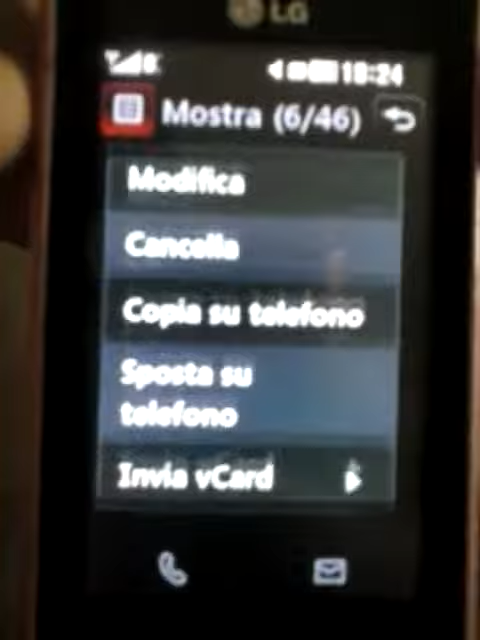 LG
18:24
Mostra (6/46)
Modifica
Cancella
Copia su telefono
Sposta su
telefono
Invia vCard